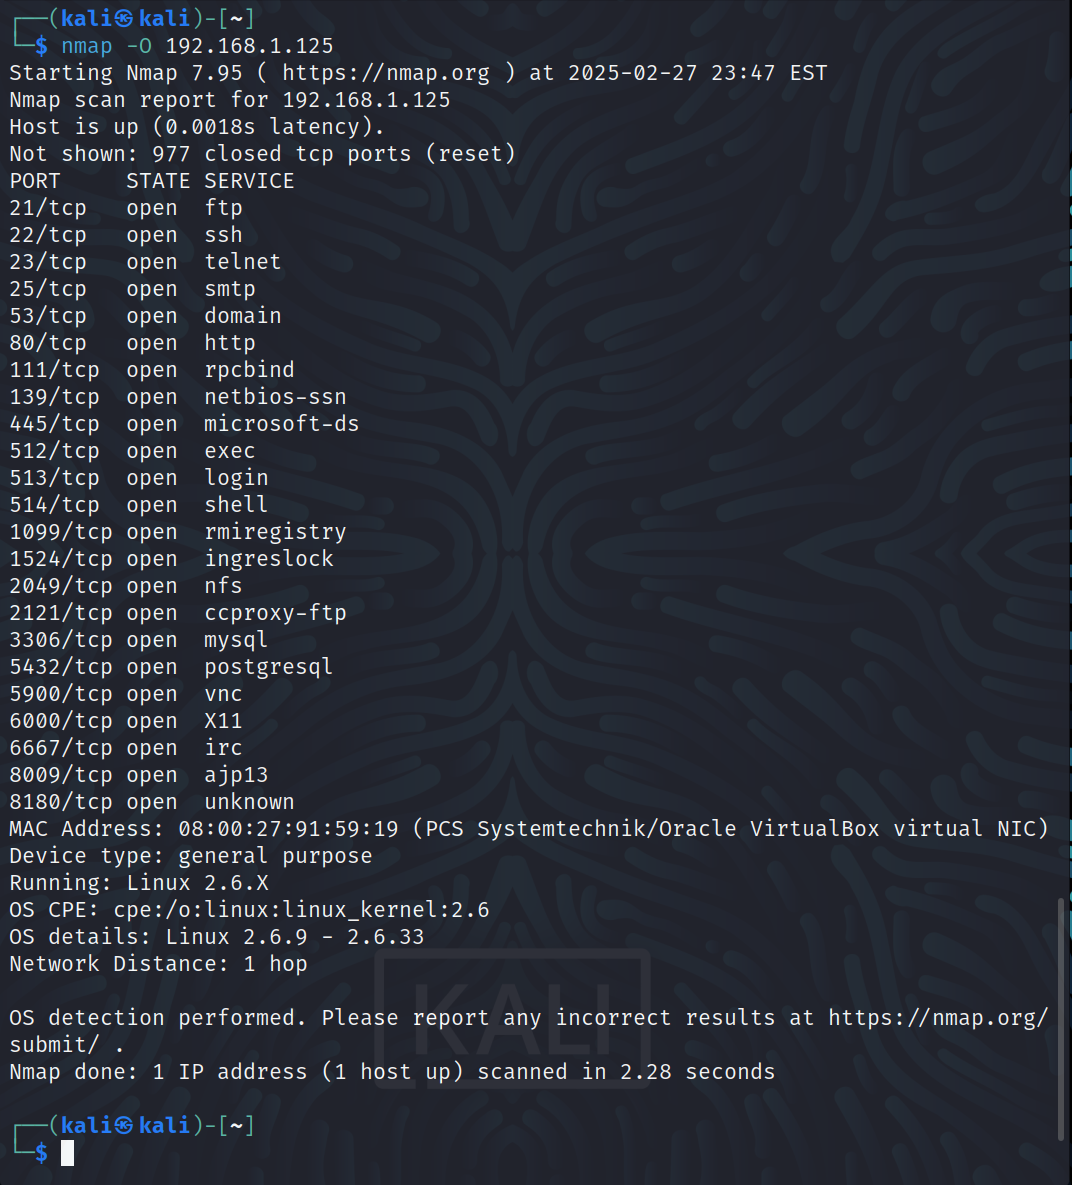 ┌──(kali㉿kali)-[~]
└─$ nmap -O 192.168.1.125
Starting Nmap 7.95 ( https://nmap.org ) at 2025-02-27 23:47 EST
Nmap scan report for 192.168.1.125
Host is up (0.0018s latency).
Not shown: 977 closed tcp ports (reset)
PORT     STATE SERVICE
21/tcp   open  ftp
22/tcp   open  ssh
23/tcp   open  telnet
25/tcp   open  smtp
53/tcp   open  domain
80/tcp   open  http
111/tcp  open  rpcbind
139/tcp  open  netbios-ssn
445/tcp  open  microsoft-ds
512/tcp  open  exec
513/tcp  open  login
514/tcp  open  shell
1099/tcp open  rmiregistry
1524/tcp open  ingreslock
2049/tcp open  nfs
2121/tcp open  ccproxy-ftp
3306/tcp open  mysql
5432/tcp open  postgresql
5900/tcp open  vnc
6000/tcp open  X11
6667/tcp open  irc
8009/tcp open  ajp13
8180/tcp open  unknown
MAC Address: 08:00:27:91:59:19 (PCS Systemtechnik/Oracle VirtualBox virtual NIC)
Device type: general purpose
Running: Linux 2.6.X
OS CPE: cpe:/o:linux:linux_kernel:2.6
OS details: Linux 2.6.9 - 2.6.33
Network Distance: 1 hop
OS detection performed. Please report any incorrect results at https://nmap.org/
submit/ .
Nmap done: 1 IP address (1 host up) scanned in 2.28 seconds
KALI
┌──(kali㉿kali)-[~]
└─$